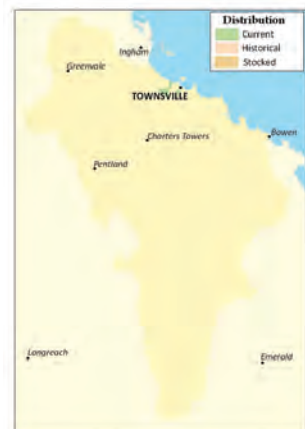 Distribution
Current
Historical
Stocked
Ingham
Greenvale
TOWNSVILLE
Charters Towers
Bowen
Pentland
Longreach
Emerald